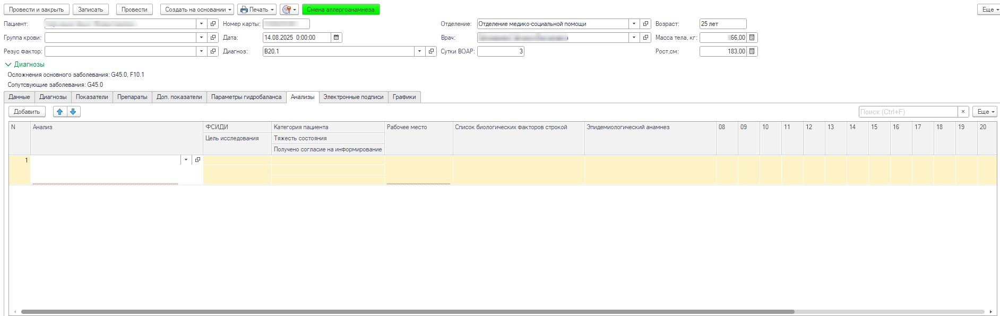 Провести и закрыть Записать Провести Создать на основании Печать Смена аллергоанамнеза Еще
Пациент: Номер карты: Отделение: Отделение медико-социальной помощи Возраст: 25 лет
Группа крови: Дата: 14.08.2025 0:00:00 Врач: Масса тела, кг: 66,00
Резус фактор: Диагноз: B20.1 Сутки ВОАР: 3 Рост,см: 183,00
Диагнозы
Осложнения основного заболевания: G45.0, F10.1
Сопутсвующие заболевания: G45.0
Данные Диагнозы Показатели Препараты Доп. показатели Параметры гидробаланса Анализы Электронные подписи Графики
Добавить Поиск (Ctrl+F) × Еще
N Анализ ФСИДИ Категория пациента Рабочее место Список биологических факторов строкой Эпидемиологический анамнез 08 09 10 11 12 13 14 15 16 17 18 19 20
Цель исследования Тяжесть состояния
Получено согласие на информирование
1